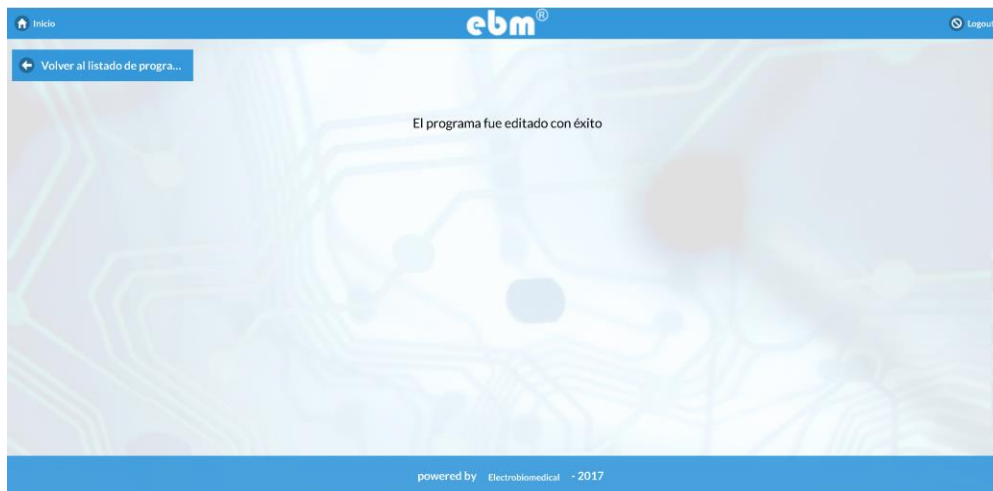 Inicio
ebm®
Logout
Volver al listado de progra...
El programa fue editado con éxito
powered by Electrobiomedical - 2017